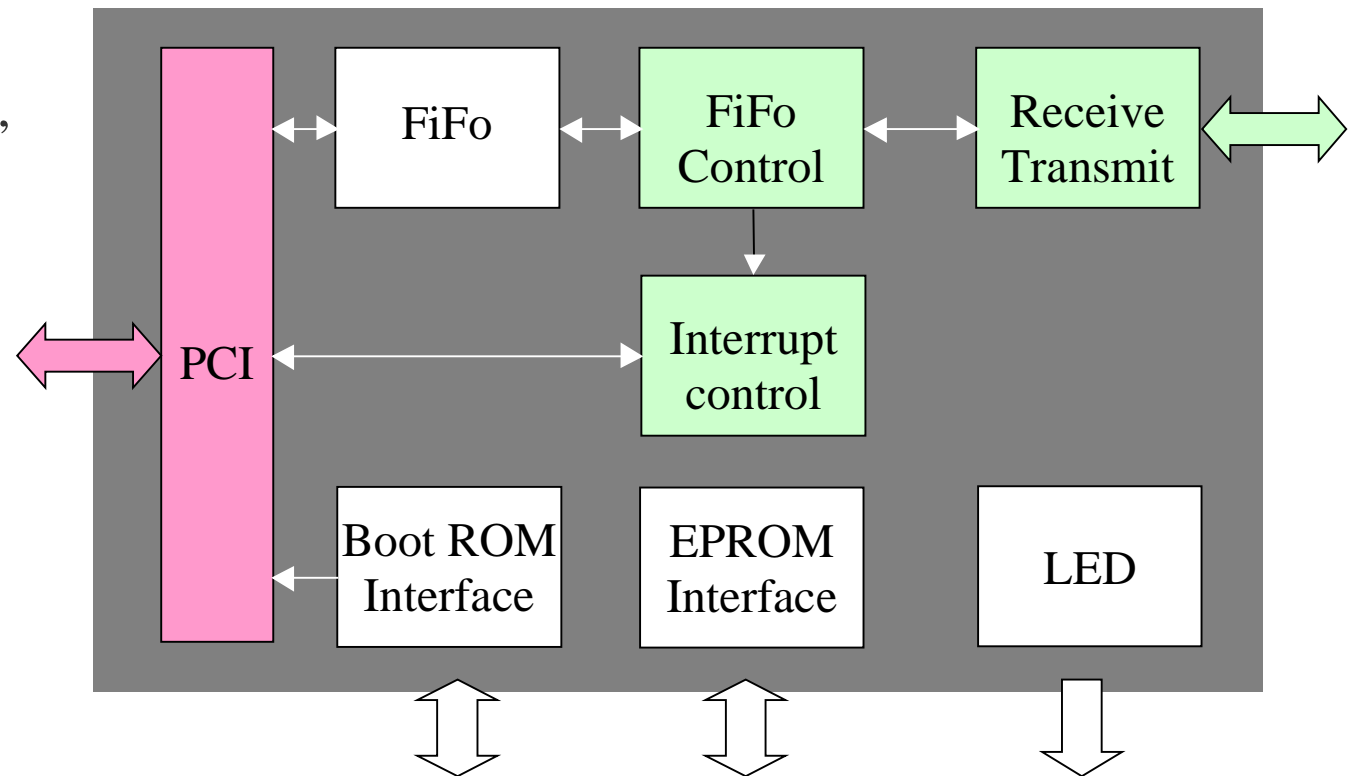 ,
FiFo
FiFo
Control
Receive
Transmit
PCI
Interrupt
control
Boot ROM
Interface
EPROM
Interface
LED